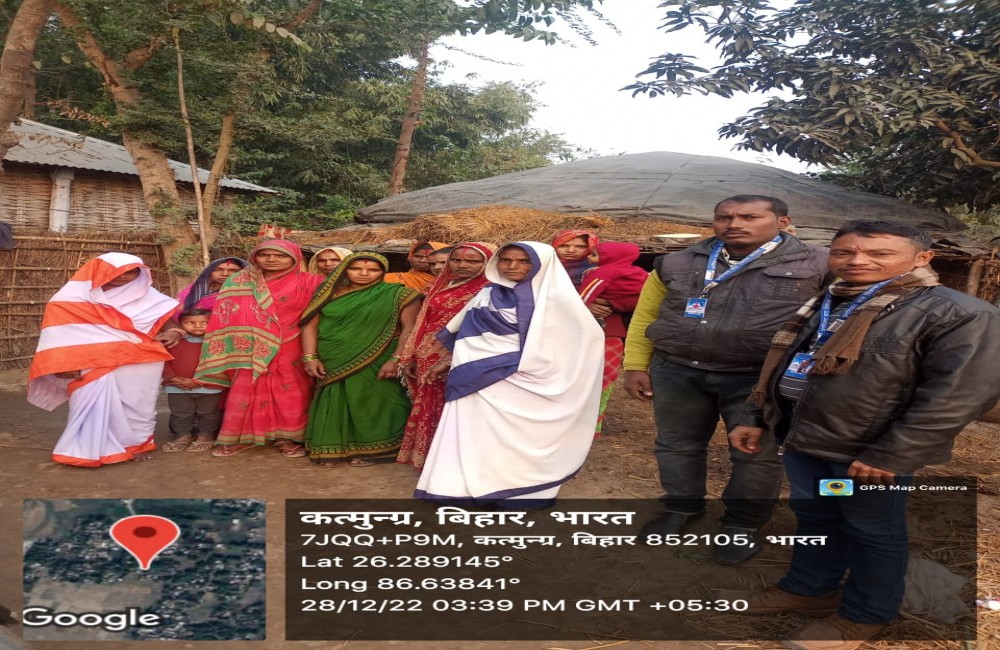 GPS Map Camera
कत्मुन्ग्र, बिहार, भारत
7JQQ+P9M, कत्मुन्ग्र, बिहार 852105, भारत
Lat 26.289145°
Long 86.63841°
28/12/22 03:39 PM GMT +05:30
Google